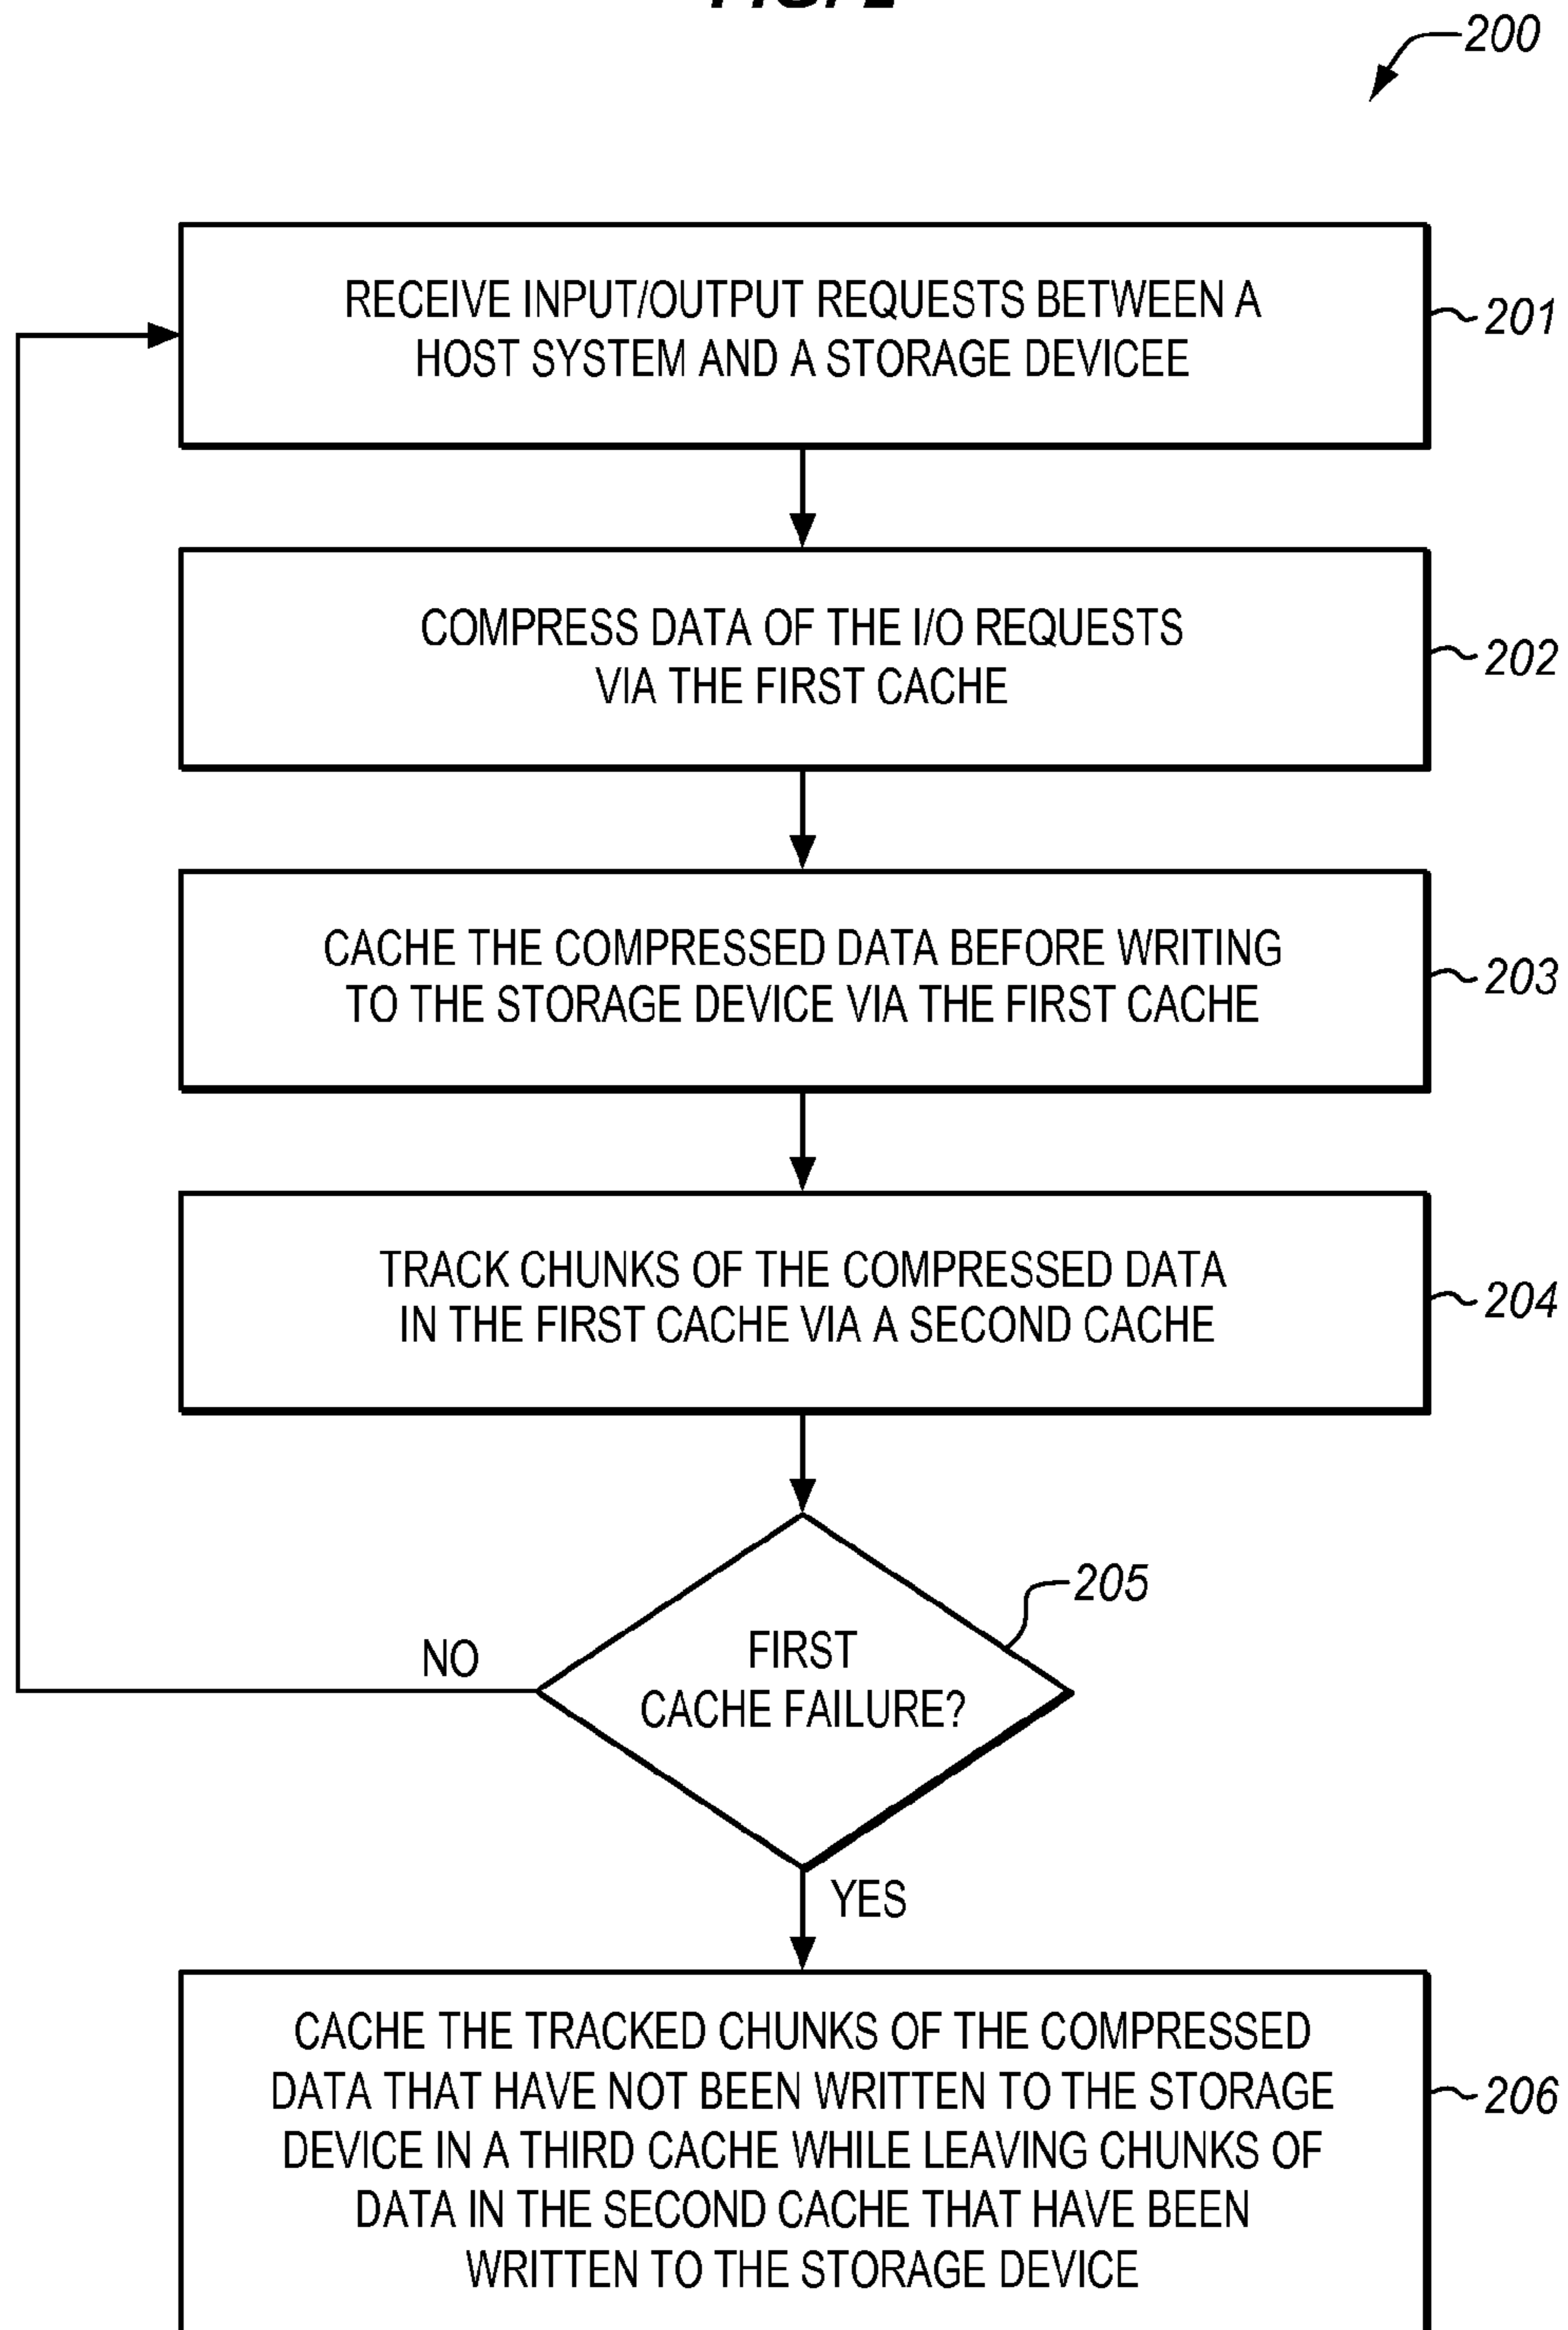 200
RECEIVE INPUT/OUTPUT REQUESTS BETWEEN A
HOST SYSTEM AND A STORAGE DEVICEE
201
COMPRESS DATA OF THE I/O REQUESTS
VIA THE FIRST CACHE
202
CACHE THE COMPRESSED DATA BEFORE WRITING
TO THE STORAGE DEVICE VIA THE FIRST CACHE
203
TRACK CHUNKS OF THE COMPRESSED DATA
IN THE FIRST CACHE VIA A SECOND CACHE
204
205
FIRST
CACHE FAILURE?
NO
YES
CACHE THE TRACKED CHUNKS OF THE COMPRESSED
DATA THAT HAVE NOT BEEN WRITTEN TO THE STORAGE
DEVICE IN A THIRD CACHE WHILE LEAVING CHUNKS OF
DATA IN THE SECOND CACHE THAT HAVE BEEN
WRITTEN TO THE STORAGE DEVICE
206